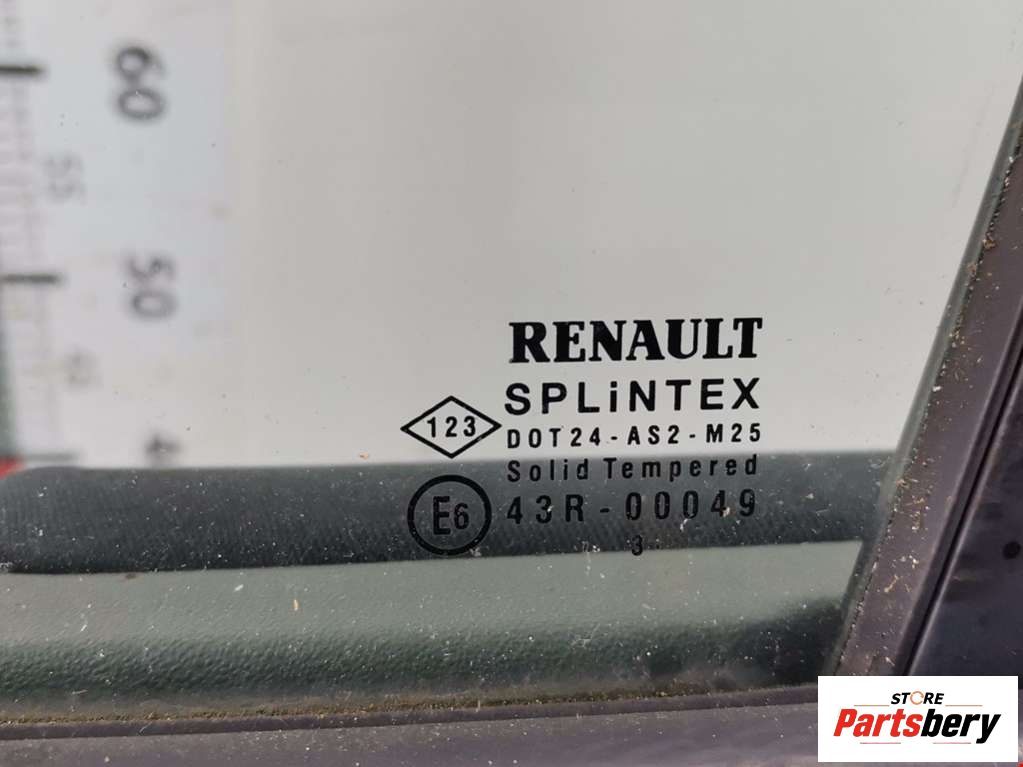 60
55
50
RENAULT
SPLiNTEX
123
DOT24-AS2-M25
Solid Tempered
E6
43R-00049
3
STORE
Partsbery